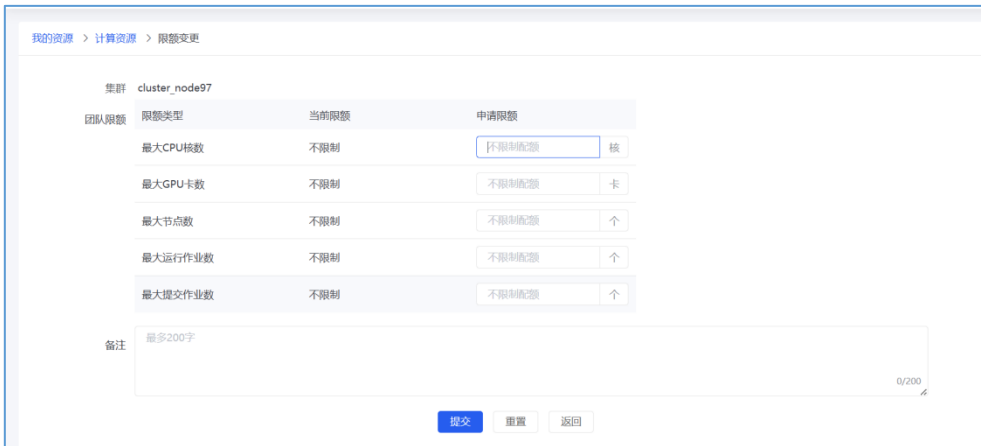 我的资源 > 计算资源 > 限额变更
集群 cluster_node97
团队限额 限额类型 当前限额 申请限额
最大CPU核数 不限制 不限制配额 核
最大GPU卡数 不限制 不限制配额 卡
最大节点数 不限制 不限制配额 个
最大运行作业数 不限制 不限制配额 个
最大提交作业数 不限制 不限制配额 个
备注 最多200字
0/200
提交 重置 返回